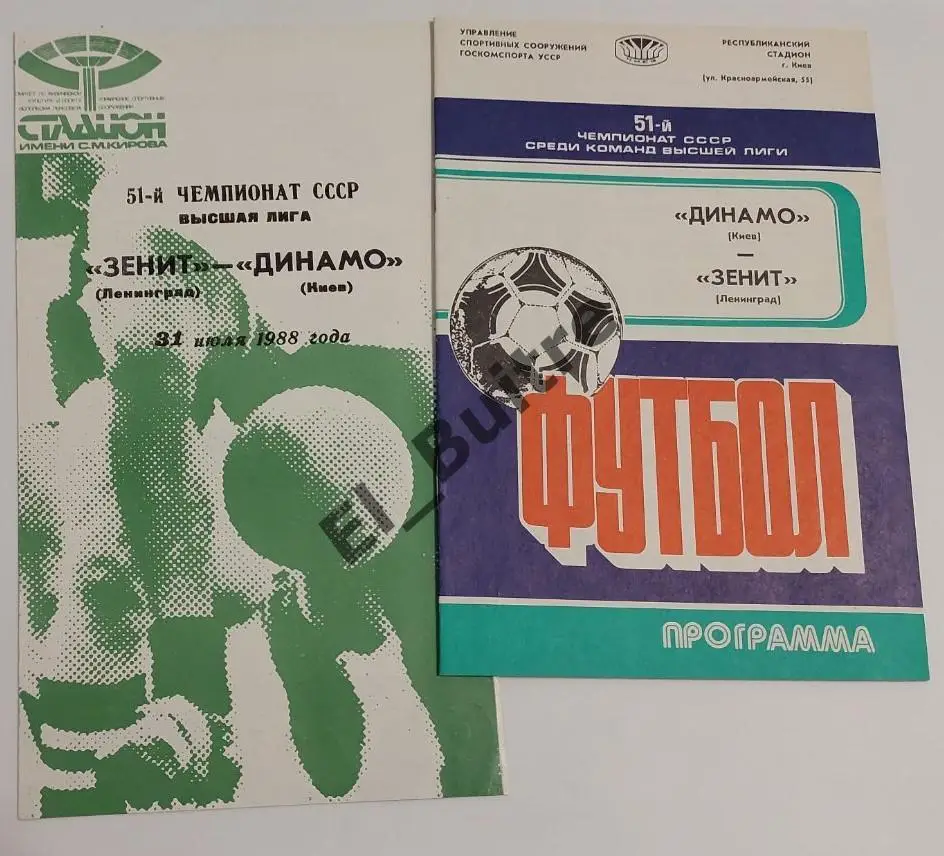 СТАДИОН
ИМЕНИ С.М.КИРОВА
51-й ЧЕМПИОНАТ СССР
ВЫСШАЯ ЛИГА
«ЗЕНИТ»—«ДИНАМО»
(Ленинград) (Киев)
31 июля 1988 года
УПРАВЛЕНИЕ
СПОРТИВНЫХ СООРУЖЕНИЙ
ГОСКОМСПОРТА УССР
РЕСПУБЛИКАНСКИЙ
СТАДИОН
г. Киев
(ул. Красноармейская, 55)
51-й
ЧЕМПИОНАТ СССР
СРЕДИ КОМАНД ВЫСШЕЙ ЛИГИ
«ДИНАМО»
(Киев)
—
«ЗЕНИТ»
(Ленинград)
ФУТБОЛ
ПРОГРАММА
El_Buitre